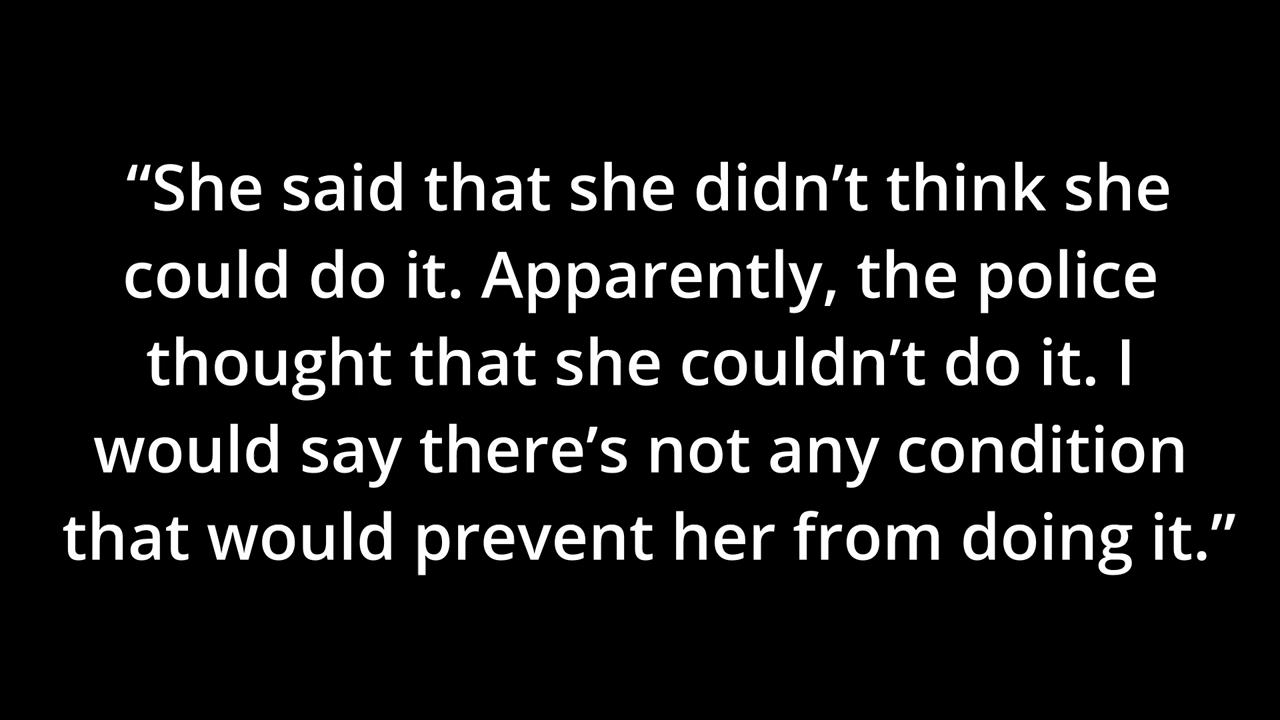 “She said that she didn’t think she
could do it. Apparently, the police
thought that she couldn’t do it. I
would say there’s not any condition
that would prevent her from doing it.”